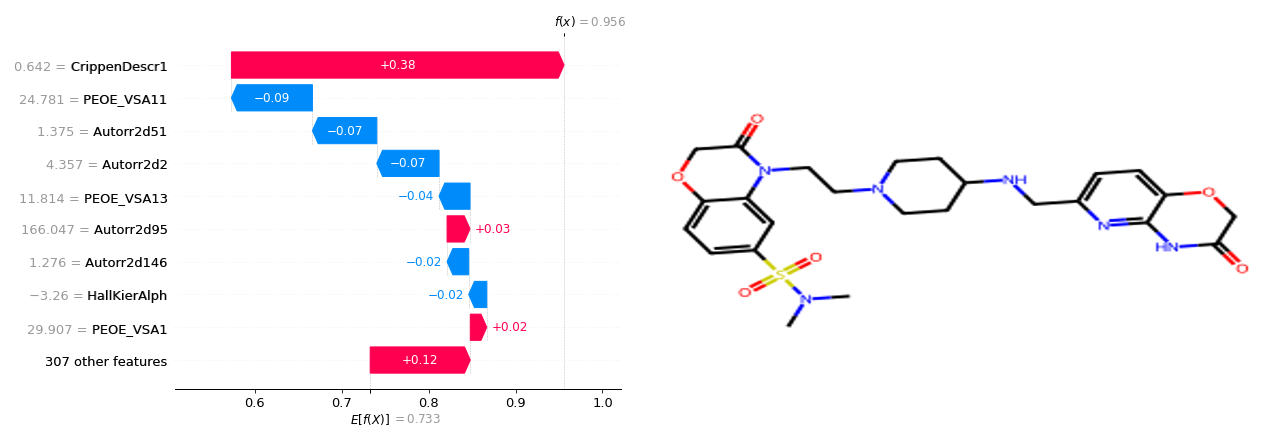 f(x) = 0.956
0.642 = CrippenDescr1
+0.38
24.781 = PEOE_VSA11
−0.09
1.375 = Autorr2d51
−0.07
4.357 = Autorr2d2
−0.07
11.814 = PEOE_VSA13
−0.04
166.047 = Autorr2d95
+0.03
1.276 = Autorr2d146
−0.02
−3.26 = HallKierAlph
−0.02
29.907 = PEOE_VSA1
+0.02
307 other features
+0.12
0.6 0.7 0.8 0.9 1.0
E[f(X)] = 0.733
O
O
N
N
NH
O
N
HN
O
S
O
O
N